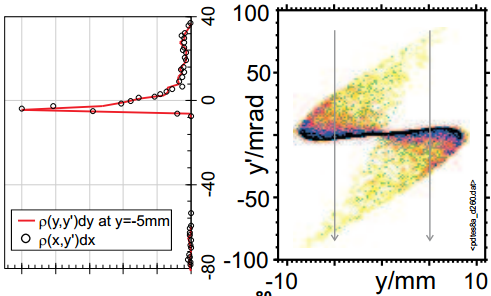 40
0
-40
-80
ρ(y,y')dy at y=-5mm
ρ(x,y')dx
100
50
0
-50
-100
y'/mrad
-10
y/mm
10
<pdtes8a_d260.dat>
80